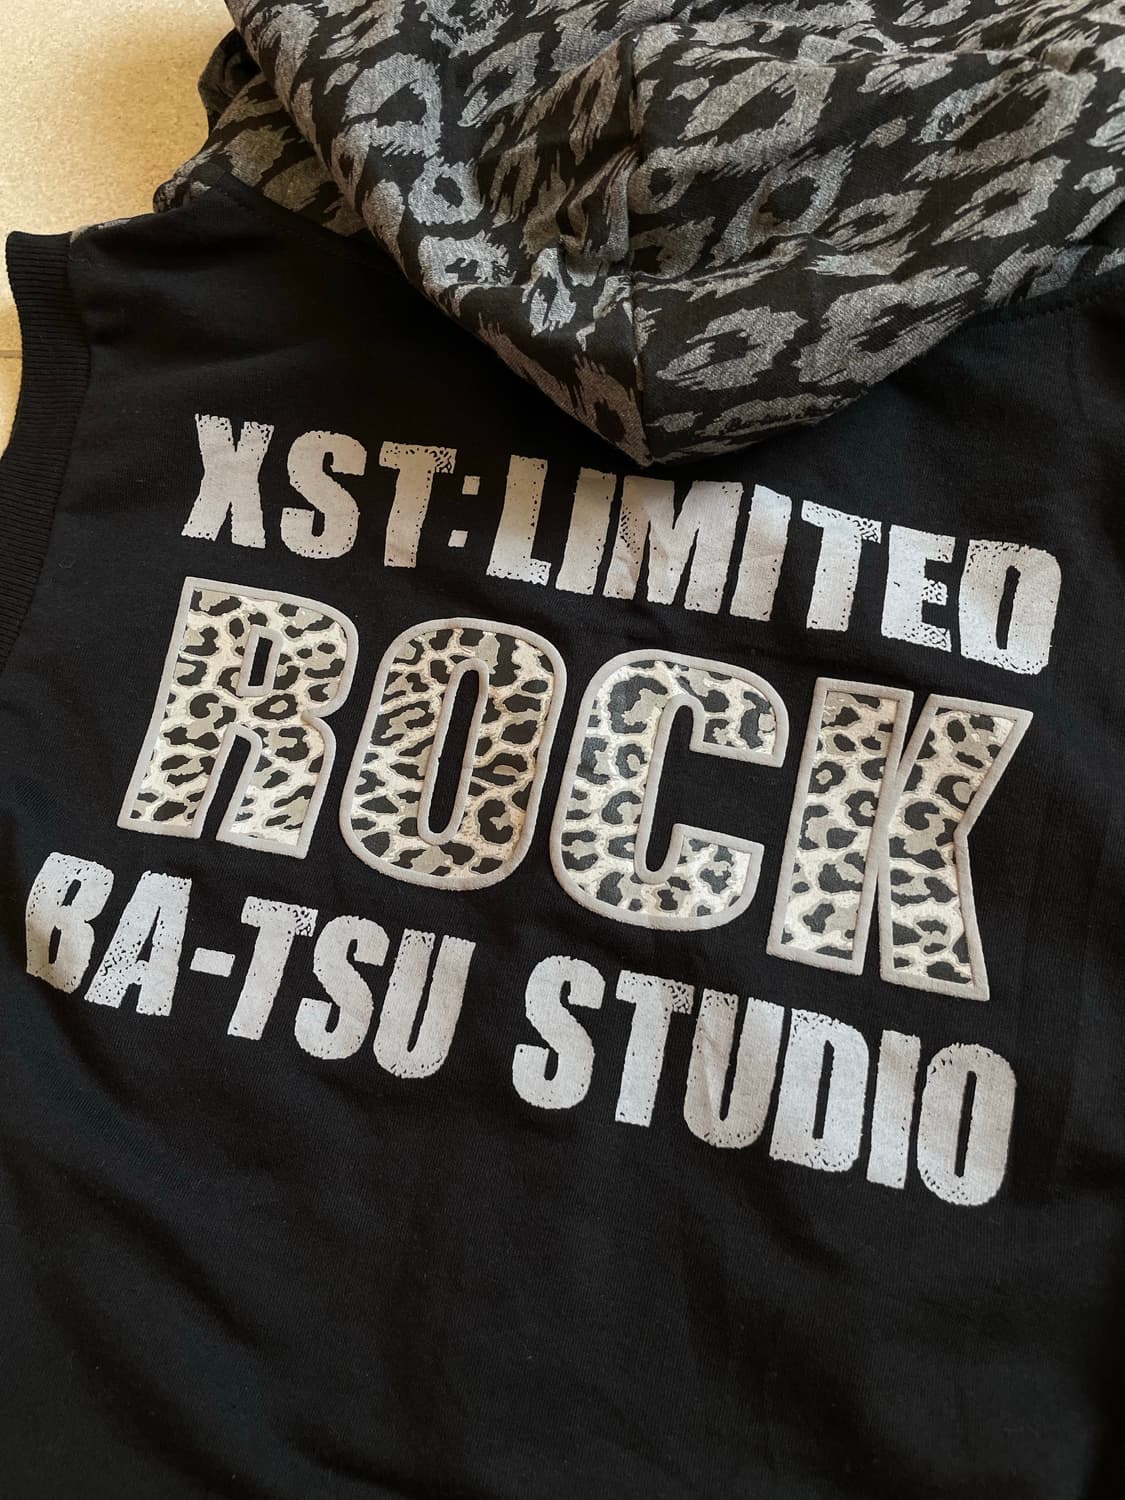 XST:LIMITED
ROCK
BA-TSU STUDIO